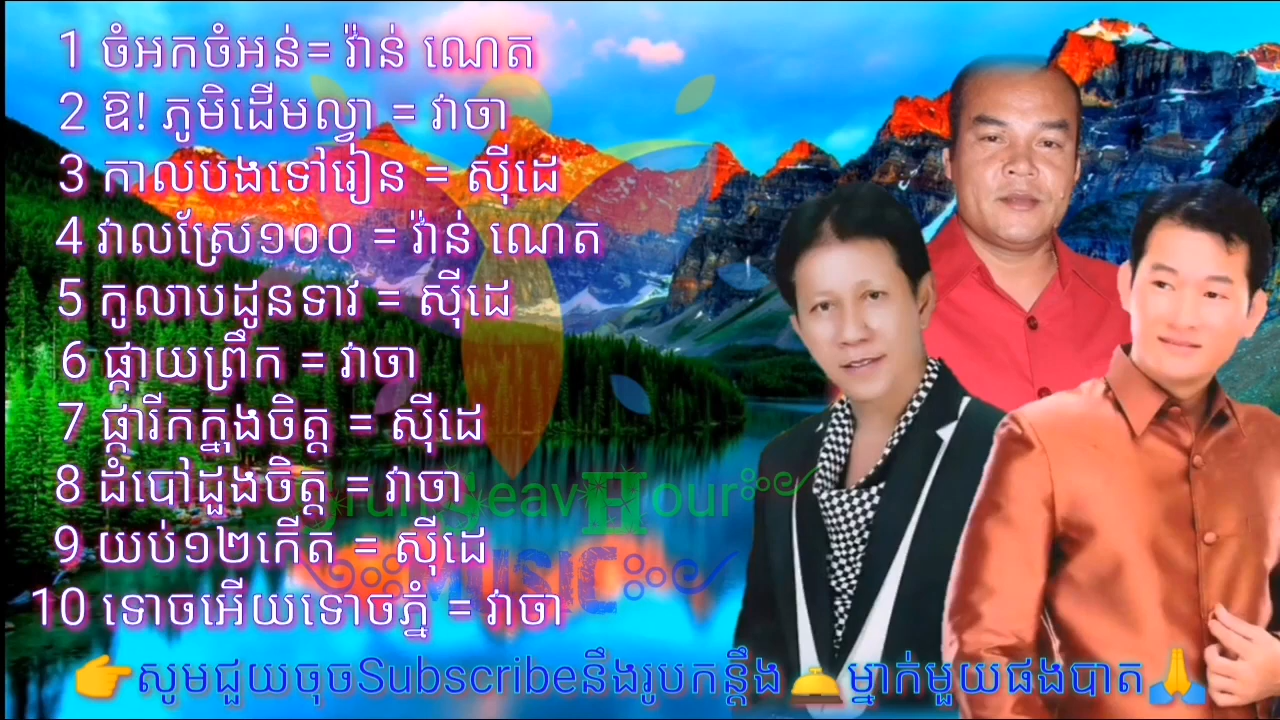 1 ចំអកចំអន់= វ៉ាន់ ណេត
2 ឱ! ភូមិដើមល្វា = វាចា
3 កាលបងទៅរៀន = ស៊ីដេ
4 វាលស្រែ១០០ = វ៉ាន់ ណេត
5 កូលាបដូនទាវ = ស៊ីដេ
6 ផ្កាយព្រឹក = វាចា
7 ផ្ការីកក្នុងចិត្ត = ស៊ីដេ
8 ដំបៅដួងចិត្ត = វាចា
9 យប់១២កើត = ស៊ីដេ
10 ទោចអើយទោចភ្នំ = វាចា
MUSIC
👉សូមជួយចុចSubscribeនឹងរូបកន្ដឹង🛎️ម្នាក់មួយផងបាត🙏